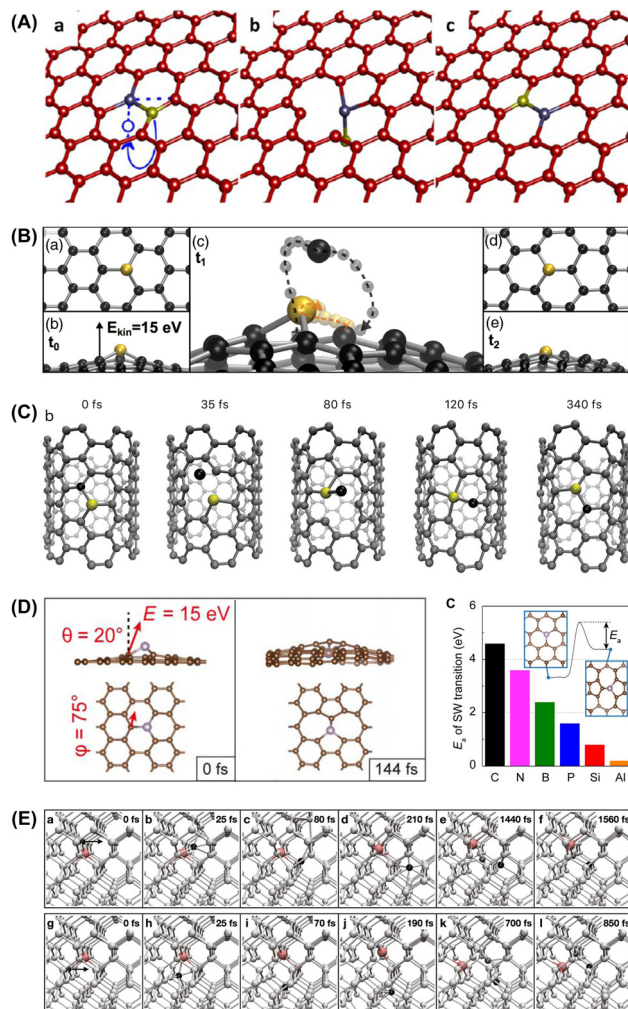 (A)
a
b
c
(B)
(a)
(b)
t0
Ekin=15 eV
(c)
t1
(d)
(e)
t2
(C)
b
0 fs
35 fs
80 fs
120 fs
340 fs
(D)
θ = 20°
E = 15 eV
φ = 75°
0 fs
144 fs
C
Ea of SW transition (eV)
6
4
2
0
Ea
C N B P Si Al
(E)
a 0 fs
b 25 fs
c 80 fs
d 210 fs
e 1440 fs
f 1560 fs
g 0 fs
h 25 fs
i 70 fs
j 190 fs
k 700 fs
l 850 fs